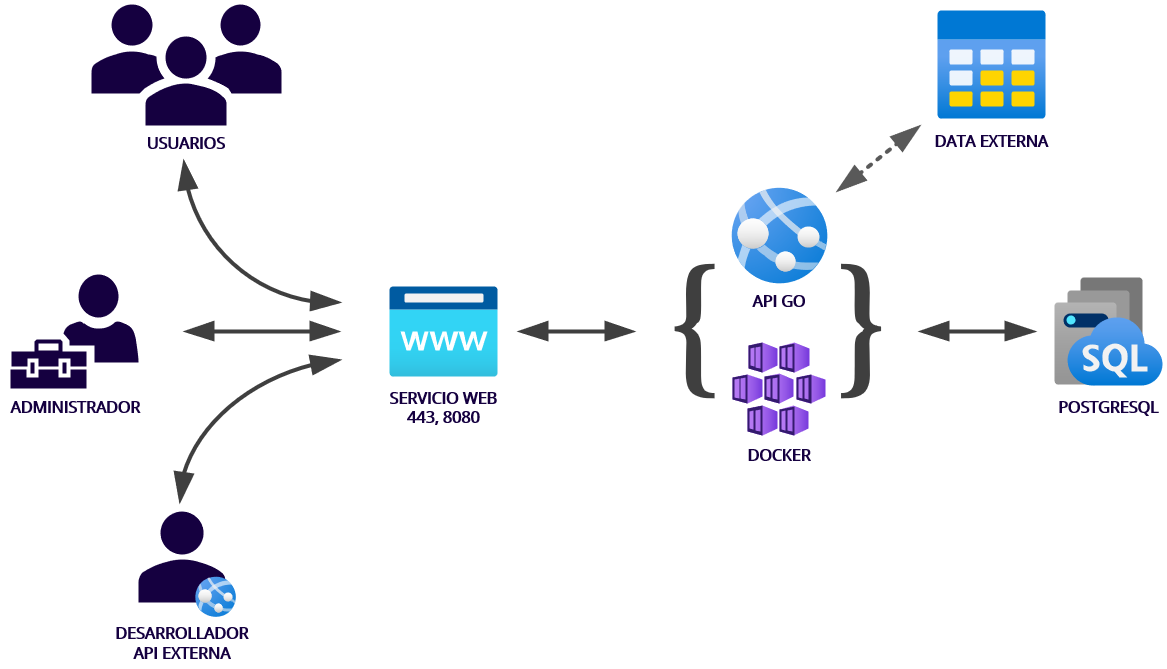 USUARIOS
DATA EXTERNA
API GO
WWW
SERVICIO WEB
443, 8080
SQL
ADMINISTRADOR
POSTGRESQL
DOCKER
DESARROLLADOR
API EXTERNA